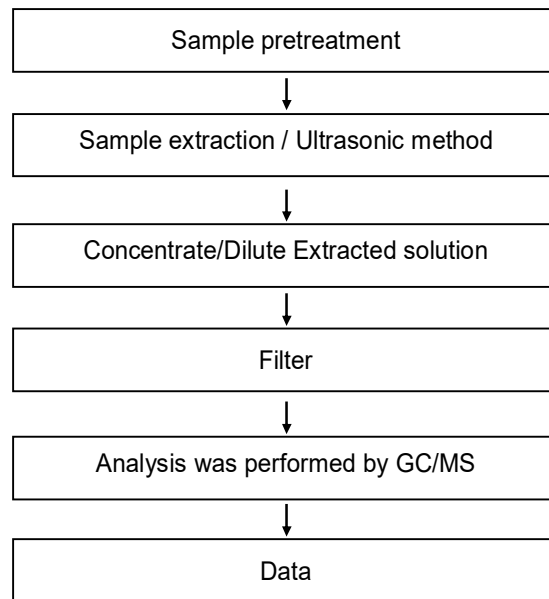 Sample pretreatment
Sample extraction / Ultrasonic method
Concentrate/Dilute Extracted solution
Filter
Analysis was performed by GC/MS
Data